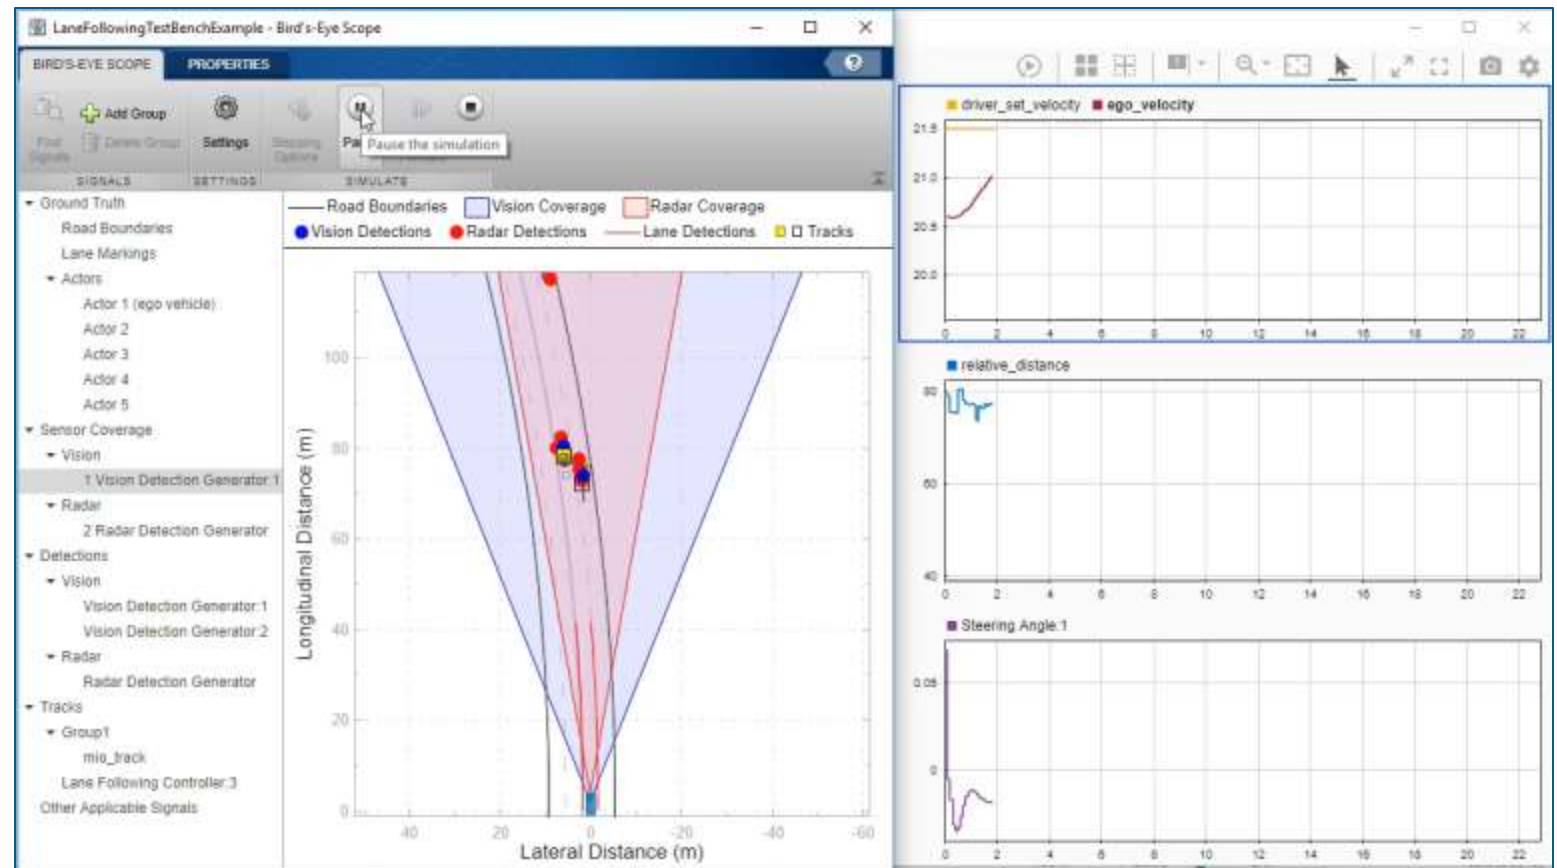 LaneFollowingTestBenchExample - Bird's-Eye Scope
BIRD'S-EYE SCOPE PROPERTIES
Add Group
Find Signals
Delete Group
Settings
Stepping Options
Pause the simulation
SIGNALS SETTINGS SIMULATE
Ground Truth
Road Boundaries
Lane Markings
Actors
Actor 1 (ego vehicle)
Actor 2
Actor 3
Actor 4
Actor 5
Sensor Coverage
Vision
1 Vision Detection Generator:1
Radar
2 Radar Detection Generator
Detections
Vision
Vision Detection Generator:1
Vision Detection Generator:2
Radar
Radar Detection Generator
Tracks
Group1
mio_track
Lane Following Controller:3
Other Applicable Signals
Road Boundaries Vision Coverage Radar Coverage
Vision Detections Radar Detections Lane Detections Tracks
Longitudinal Distance (m)
100
80
60
40
20
0
40 20 0 -20 -40 -60
Lateral Distance (m)
driver_set_velocity ego_velocity
21.5
21.0
20.5
20.0
0 2 4 6 8 10 12 14 16 18 20 22
relative_distance
80
60
40
0 2 4 6 8 10 12 14 16 18 20 22
Steering Angle:1
0.05
0
0 2 4 6 8 10 12 14 16 18 20 22